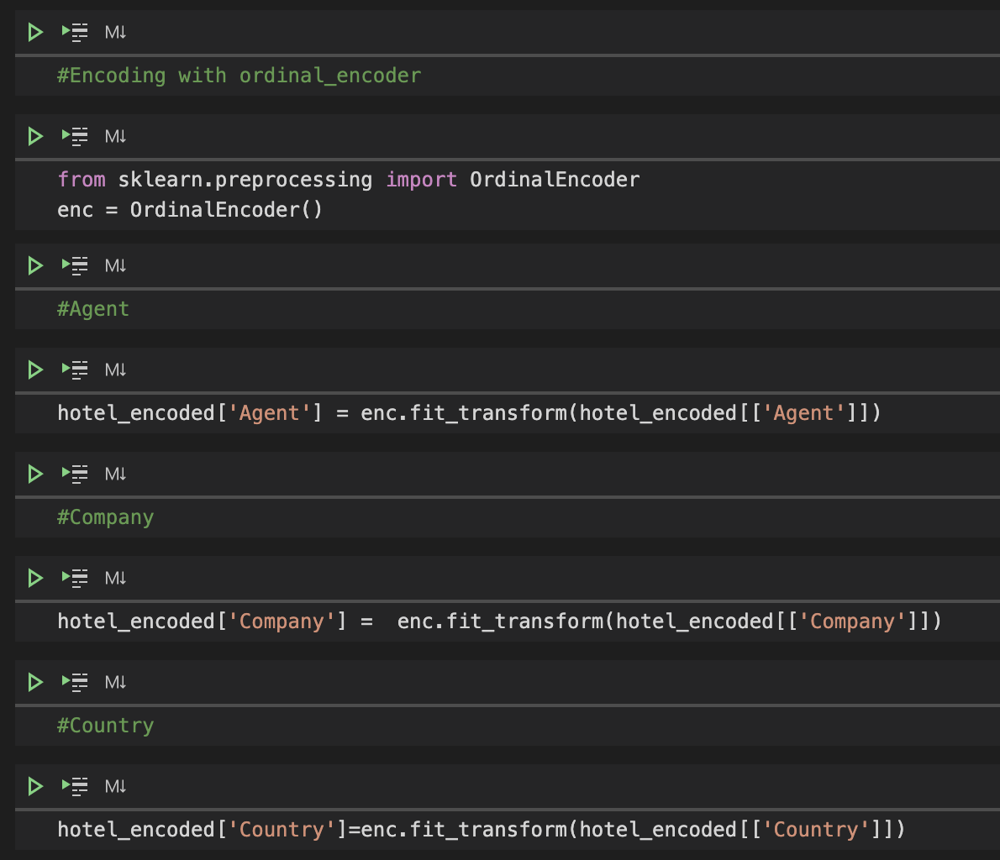 M↓
#Encoding with ordinal_encoder
M↓
from sklearn.preprocessing import OrdinalEncoder
enc = OrdinalEncoder()
M↓
#Agent
M↓
hotel_encoded['Agent'] = enc.fit_transform(hotel_encoded[['Agent']])
M↓
#Company
M↓
hotel_encoded['Company'] =  enc.fit_transform(hotel_encoded[['Company']])
M↓
#Country
M↓
hotel_encoded['Country']=enc.fit_transform(hotel_encoded[['Country']])